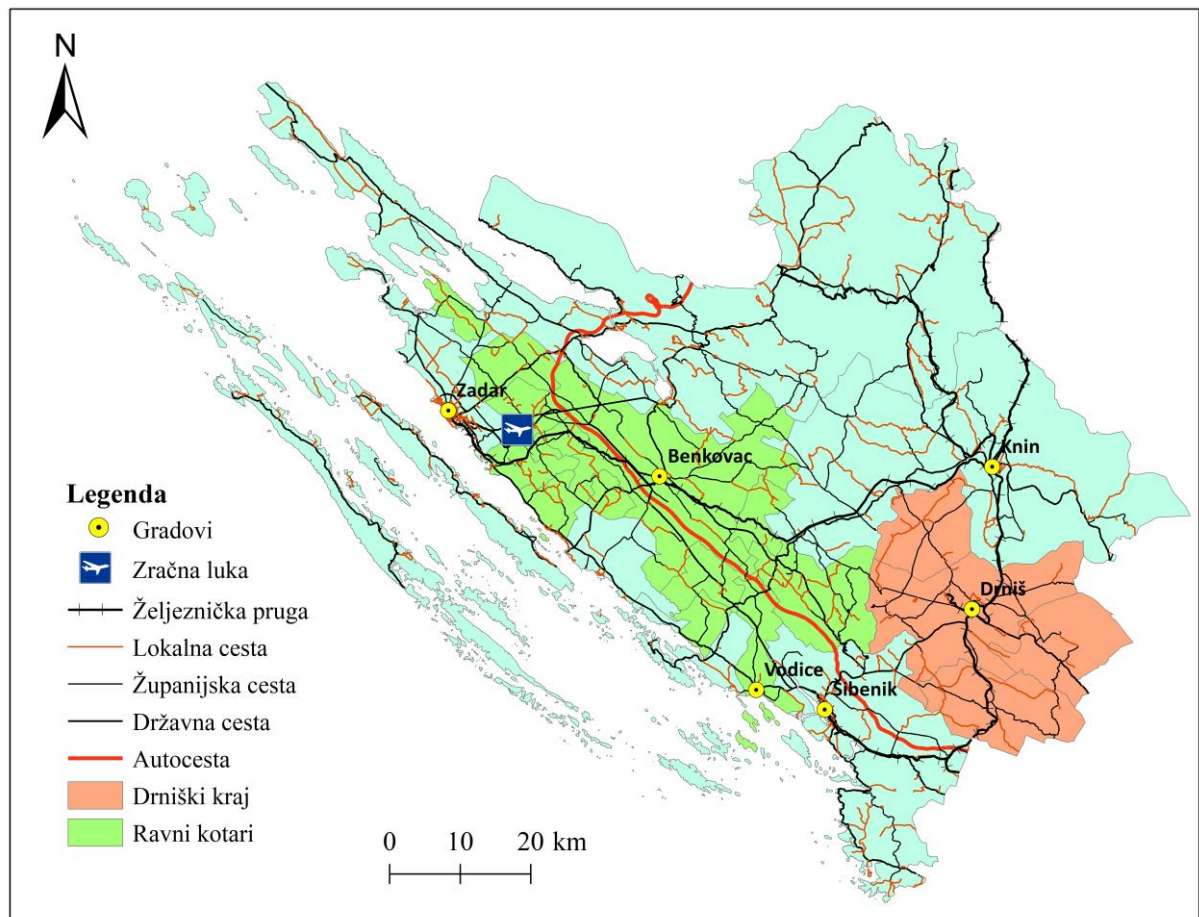 N
Zadar
Benkovac
Knin
Drniš
Vodice
Šibenik
Legenda
Gradovi
Zračna luka
Željeznička pruga
Lokalna cesta
Županijska cesta
Državna cesta
Autocesta
Drniški kraj
Ravni kotari
0 10 20 km